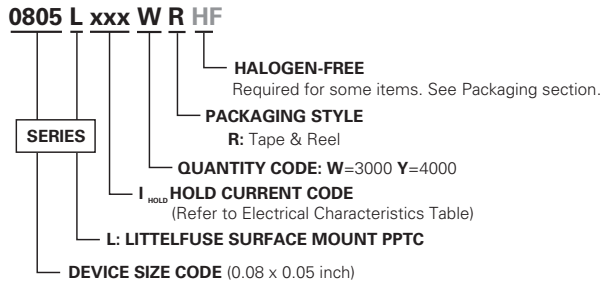 0805 L xxx W R HF
HALOGEN-FREE
Required for some items. See Packaging section.
PACKAGING STYLE
R: Tape & Reel
SERIES
QUANTITY CODE: W=3000 Y=4000
I HOLD HOLD CURRENT CODE
(Refer to Electrical Characteristics Table)
L: LITTELFUSE SURFACE MOUNT PPTC
DEVICE SIZE CODE (0.08 x 0.05 inch)